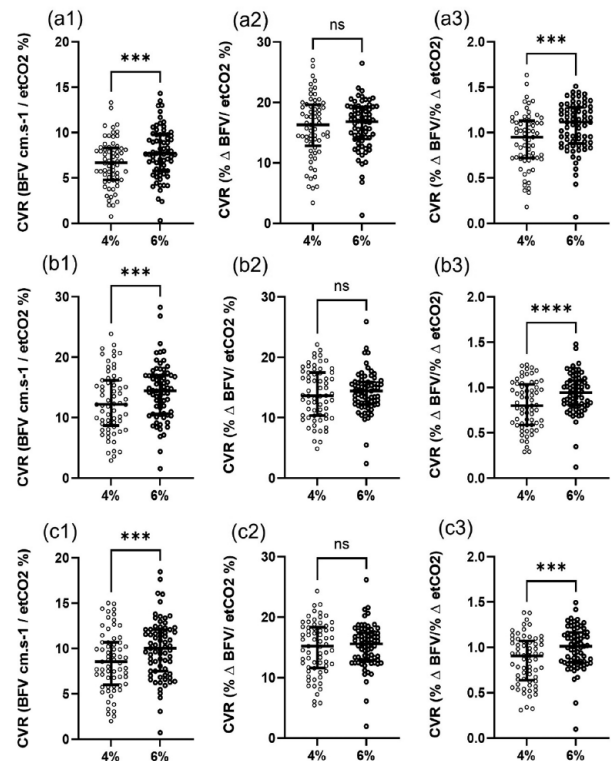 (a1)
CVR (BFV cm.s-1 / etCO2 %)
20
15
10
5
0
***
4% 6%
(a2)
CVR (% Δ BFV/ etCO2 %)
30
20
10
0
ns
4% 6%
(a3)
CVR (% Δ BFV/% Δ etCO2)
2.0
1.5
1.0
0.5
0.0
***
4% 6%
(b1)
CVR (BFV cm.s-1 / etCO2 %)
30
20
10
0
***
4% 6%
(b2)
CVR (% Δ BFV/ etCO2 %)
30
20
10
0
ns
4% 6%
(b3)
CVR (% Δ BFV/% Δ etCO2)
2.0
1.5
1.0
0.5
0.0
****
4% 6%
(c1)
CVR (BFV cm.s-1 / etCO2 %)
20
15
10
5
0
***
4% 6%
(c2)
CVR (% Δ BFV/ etCO2 %)
30
20
10
0
ns
4% 6%
(c3)
CVR (% Δ BFV/% Δ etCO2)
2.0
1.5
1.0
0.5
0.0
***
4% 6%